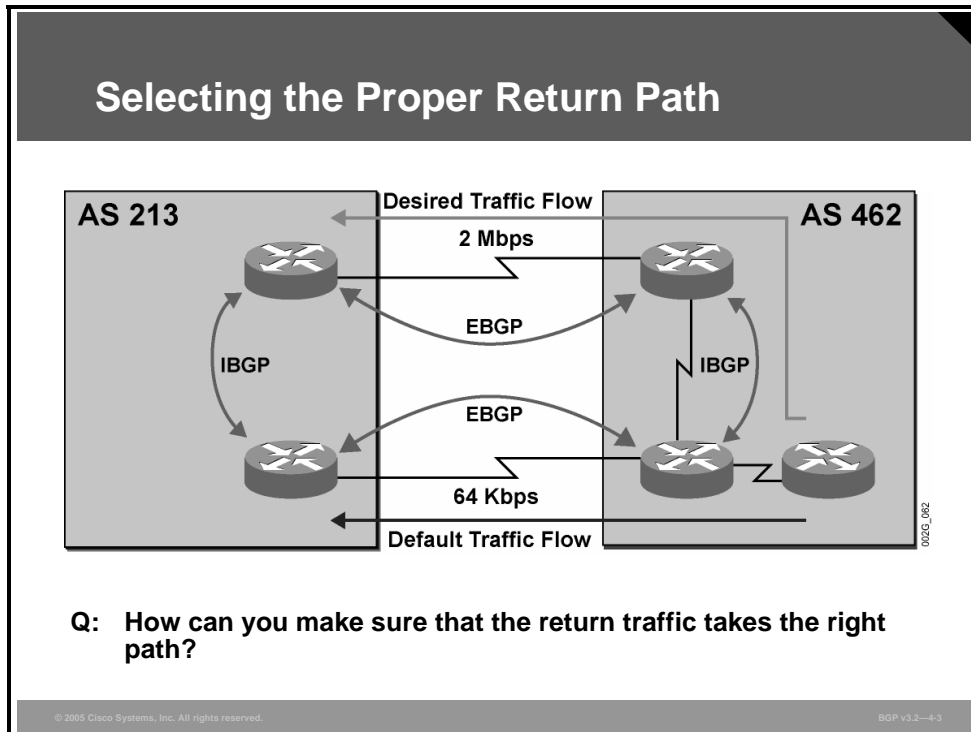 Selecting the Proper Return Path
AS 213
Desired Traffic Flow
AS 462
2 Mbps
EBGP
IBGP
IBGP
EBGP
64 Kbps
Default Traffic Flow
002G_062
Q: How can you make sure that the return traffic takes the right
path?
© 2005 Cisco Systems, Inc. All rights reserved.
BGP v3.2—4-3